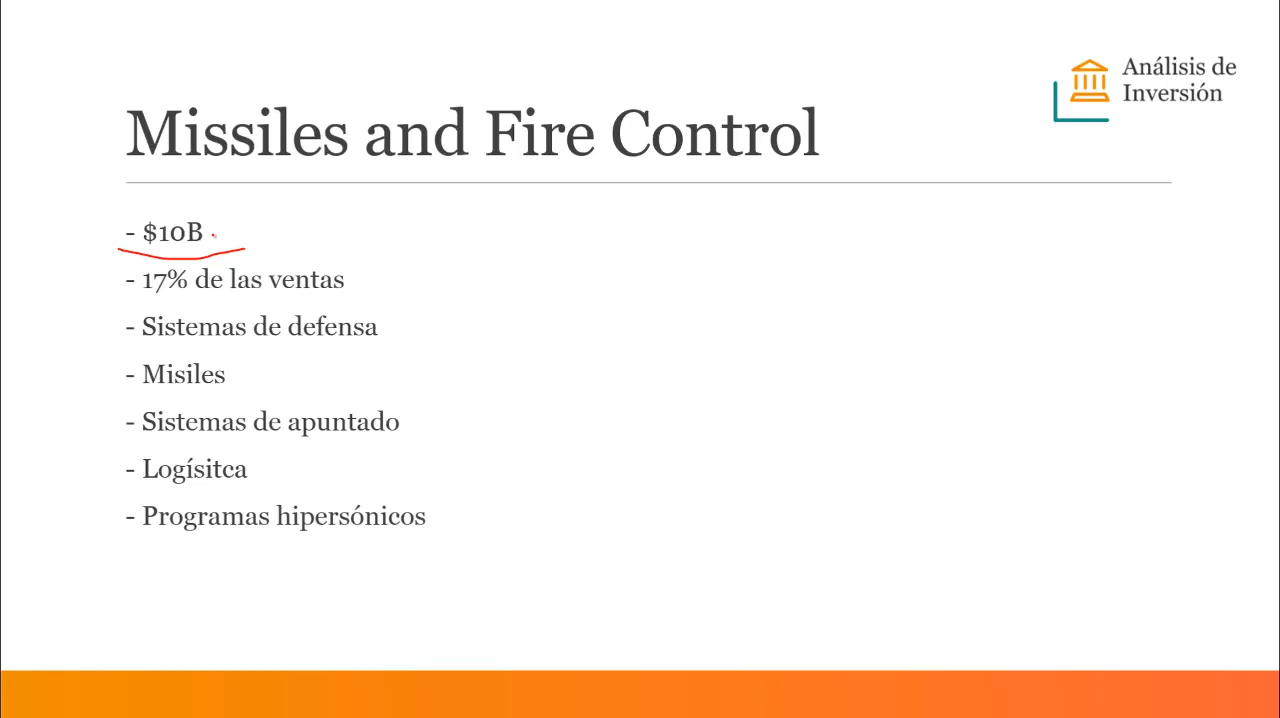 Análisis de
Inversión
Missiles and Fire Control
- $10B
- 17% de las ventas
- Sistemas de defensa
- Misiles
- Sistemas de apuntado
- Logísitca
- Programas hipersónicos